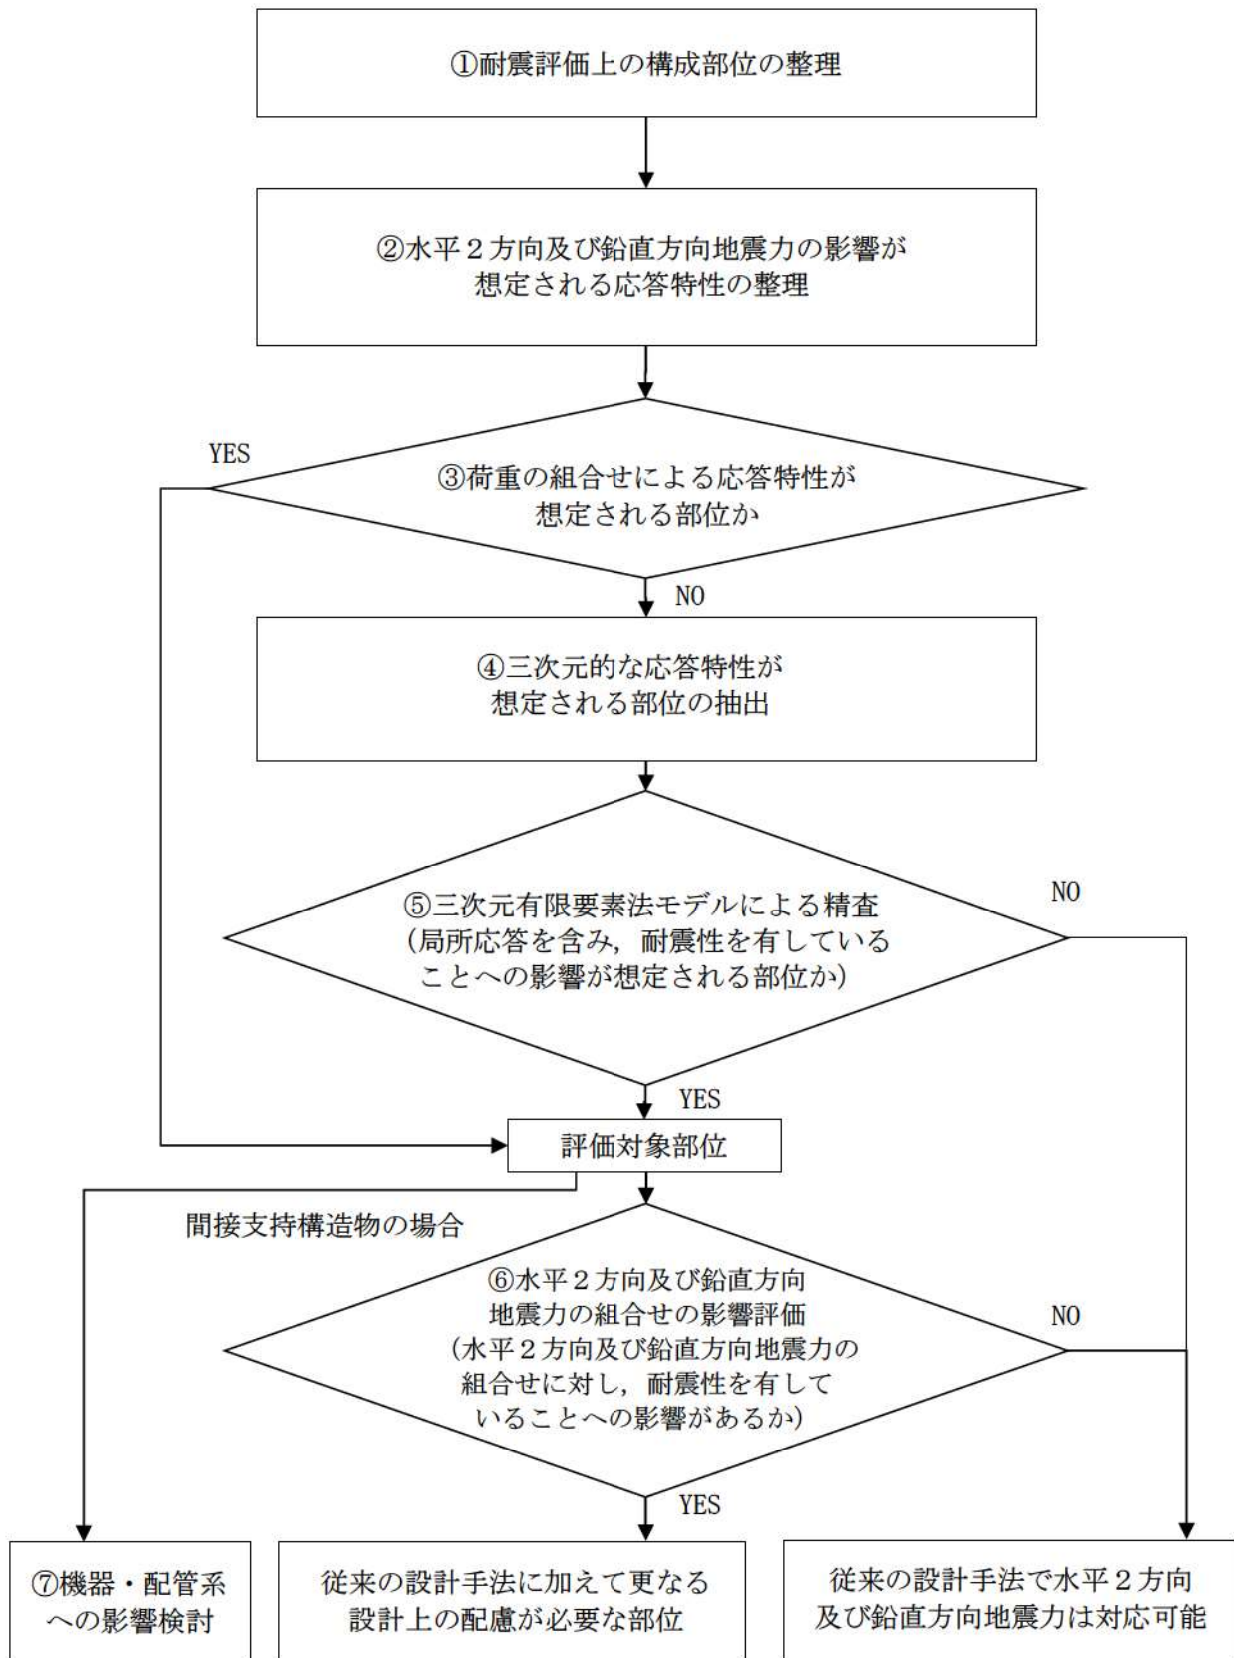 ①耐震評価上の構成部位の整理
②水平２方向及び鉛直方向地震力の影響が
想定される応答特性の整理
YES
③荷重の組合せによる応答特性が
想定される部位か
NO
④三次元的な応答特性が
想定される部位の抽出
⑤三次元有限要素法モデルによる精査
（局所応答を含み，耐震性を有している
ことへの影響が想定される部位か）
NO
YES
評価対象部位
間接支持構造物の場合
⑥水平２方向及び鉛直方向
地震力の組合せの影響評価
（水平２方向及び鉛直方向地震力の
組合せに対し，耐震性を有して
いることへの影響があるか）
NO
YES
⑦機器・配管系
への影響検討
従来の設計手法に加えて更なる
設計上の配慮が必要な部位
従来の設計手法で水平２方向
及び鉛直方向地震力は対応可能